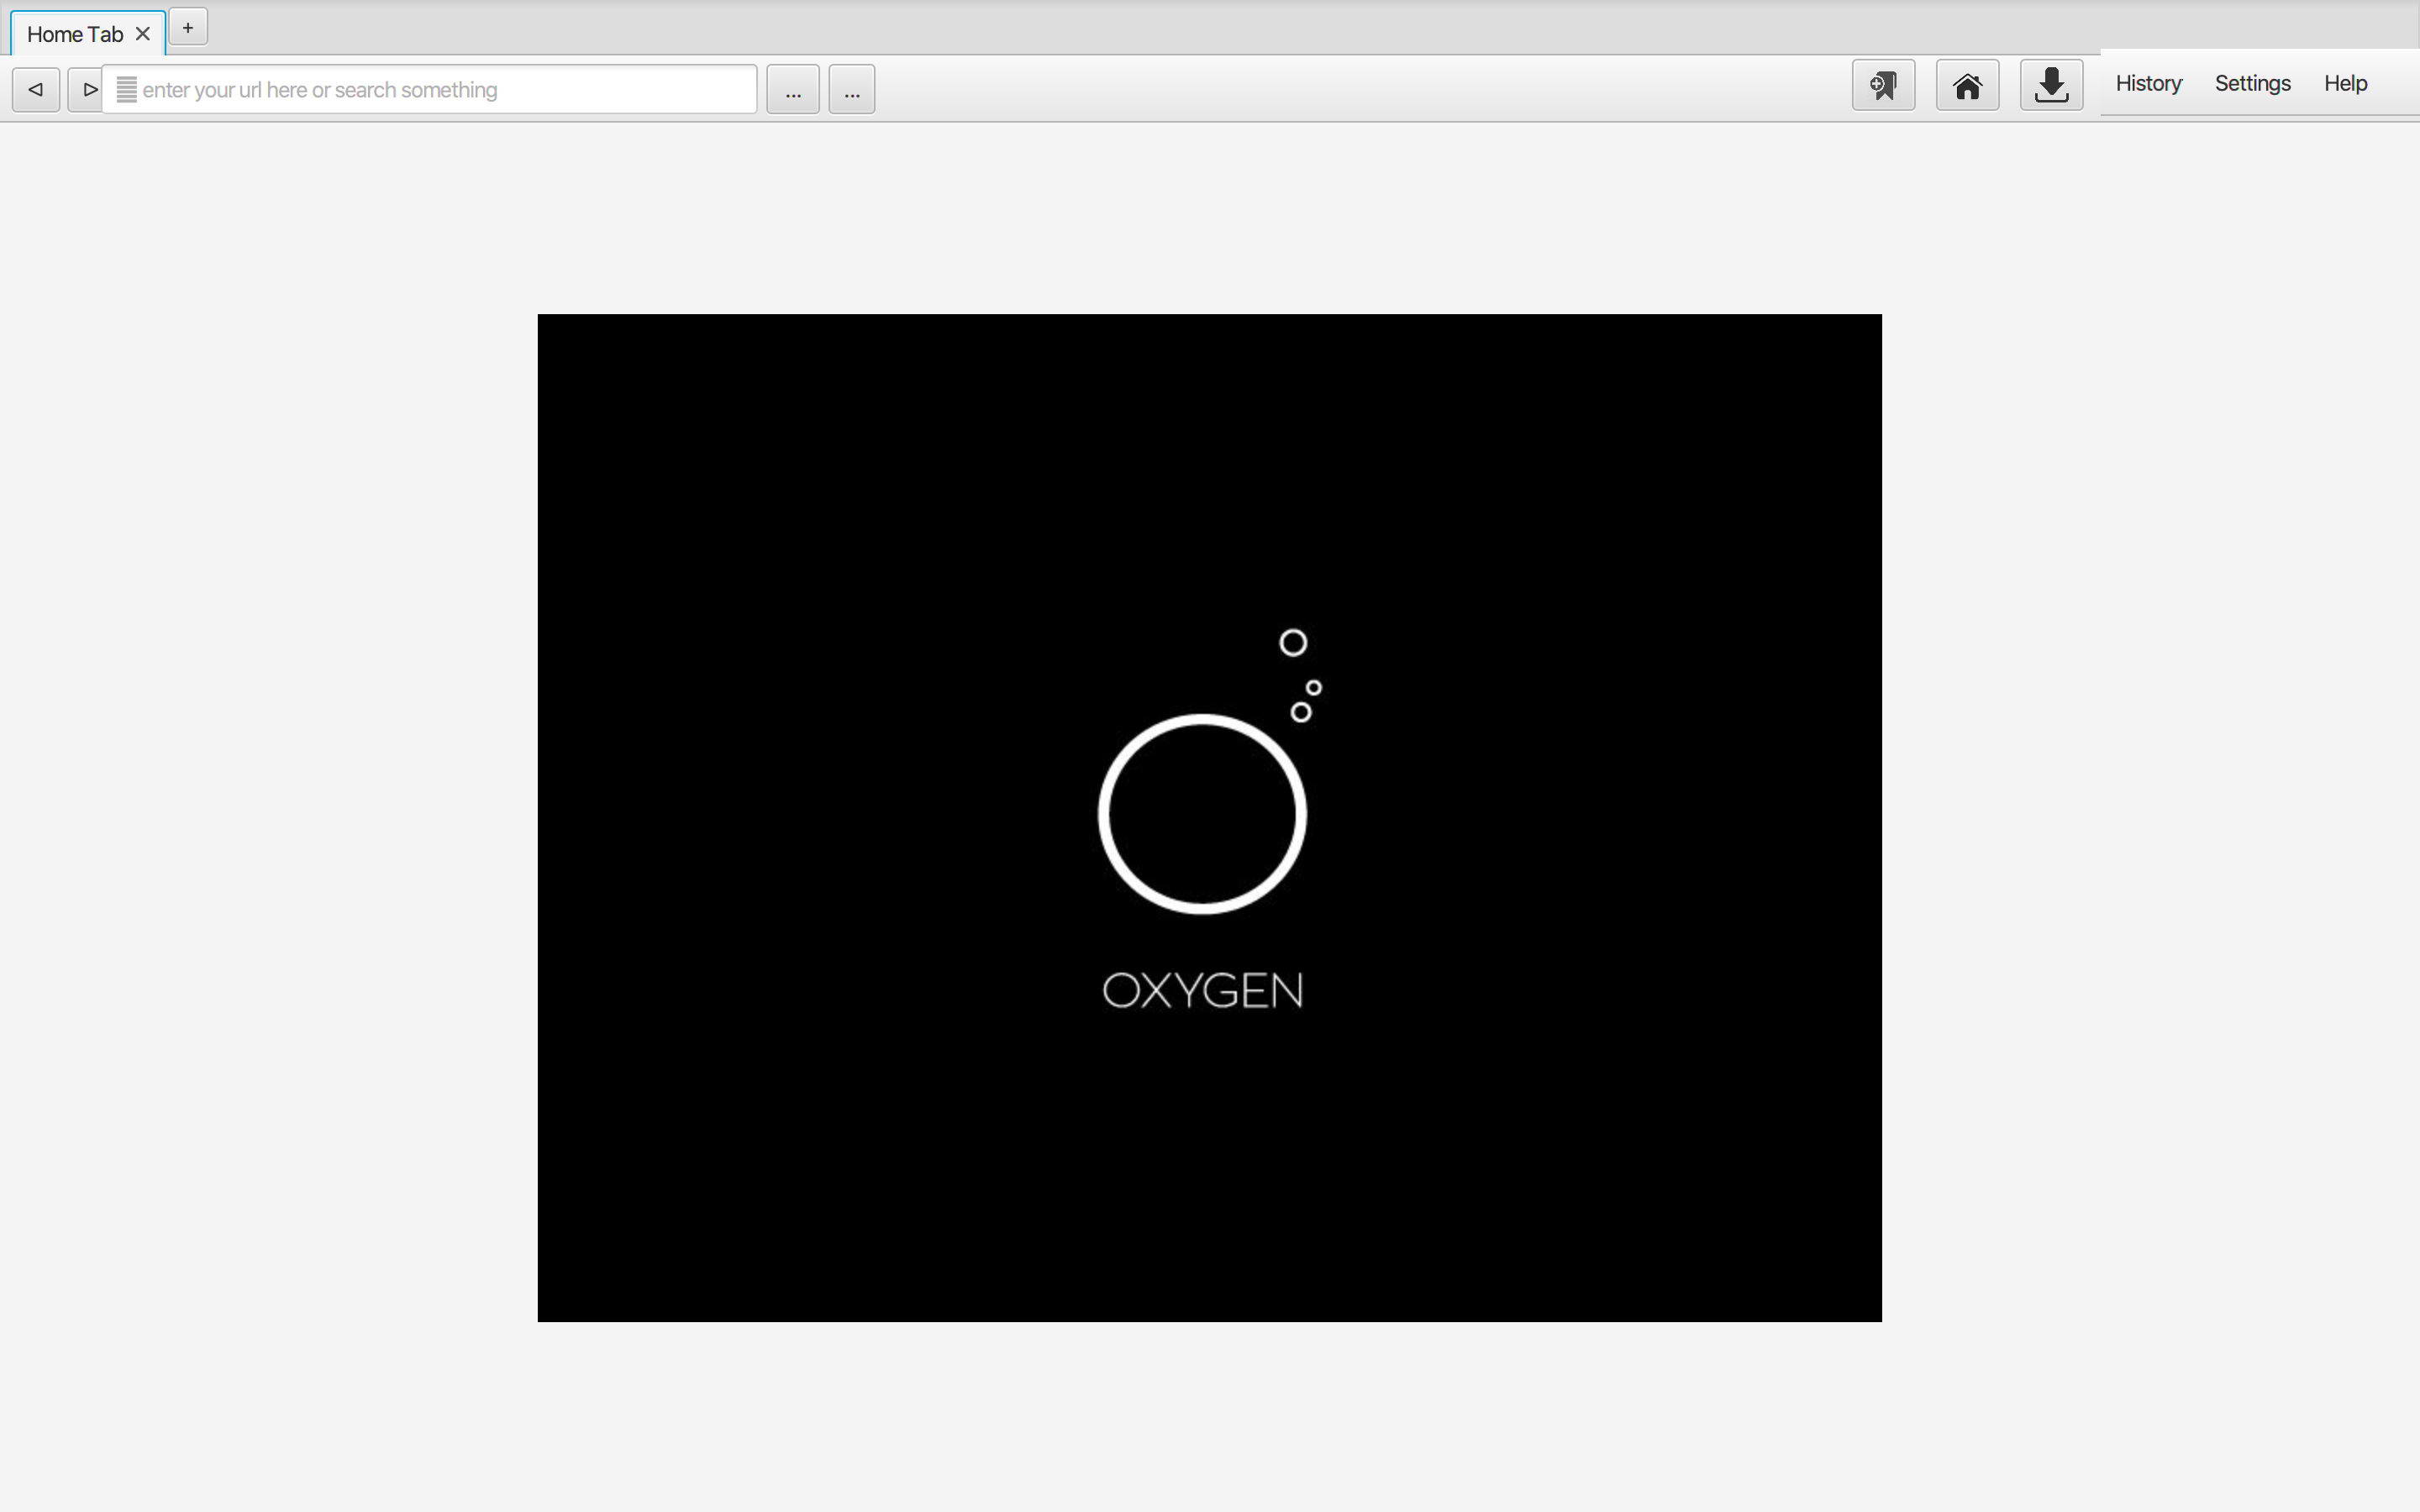 Home Tab
+
enter your url here or search something
...
...
History
Settings
Help
OXYGEN